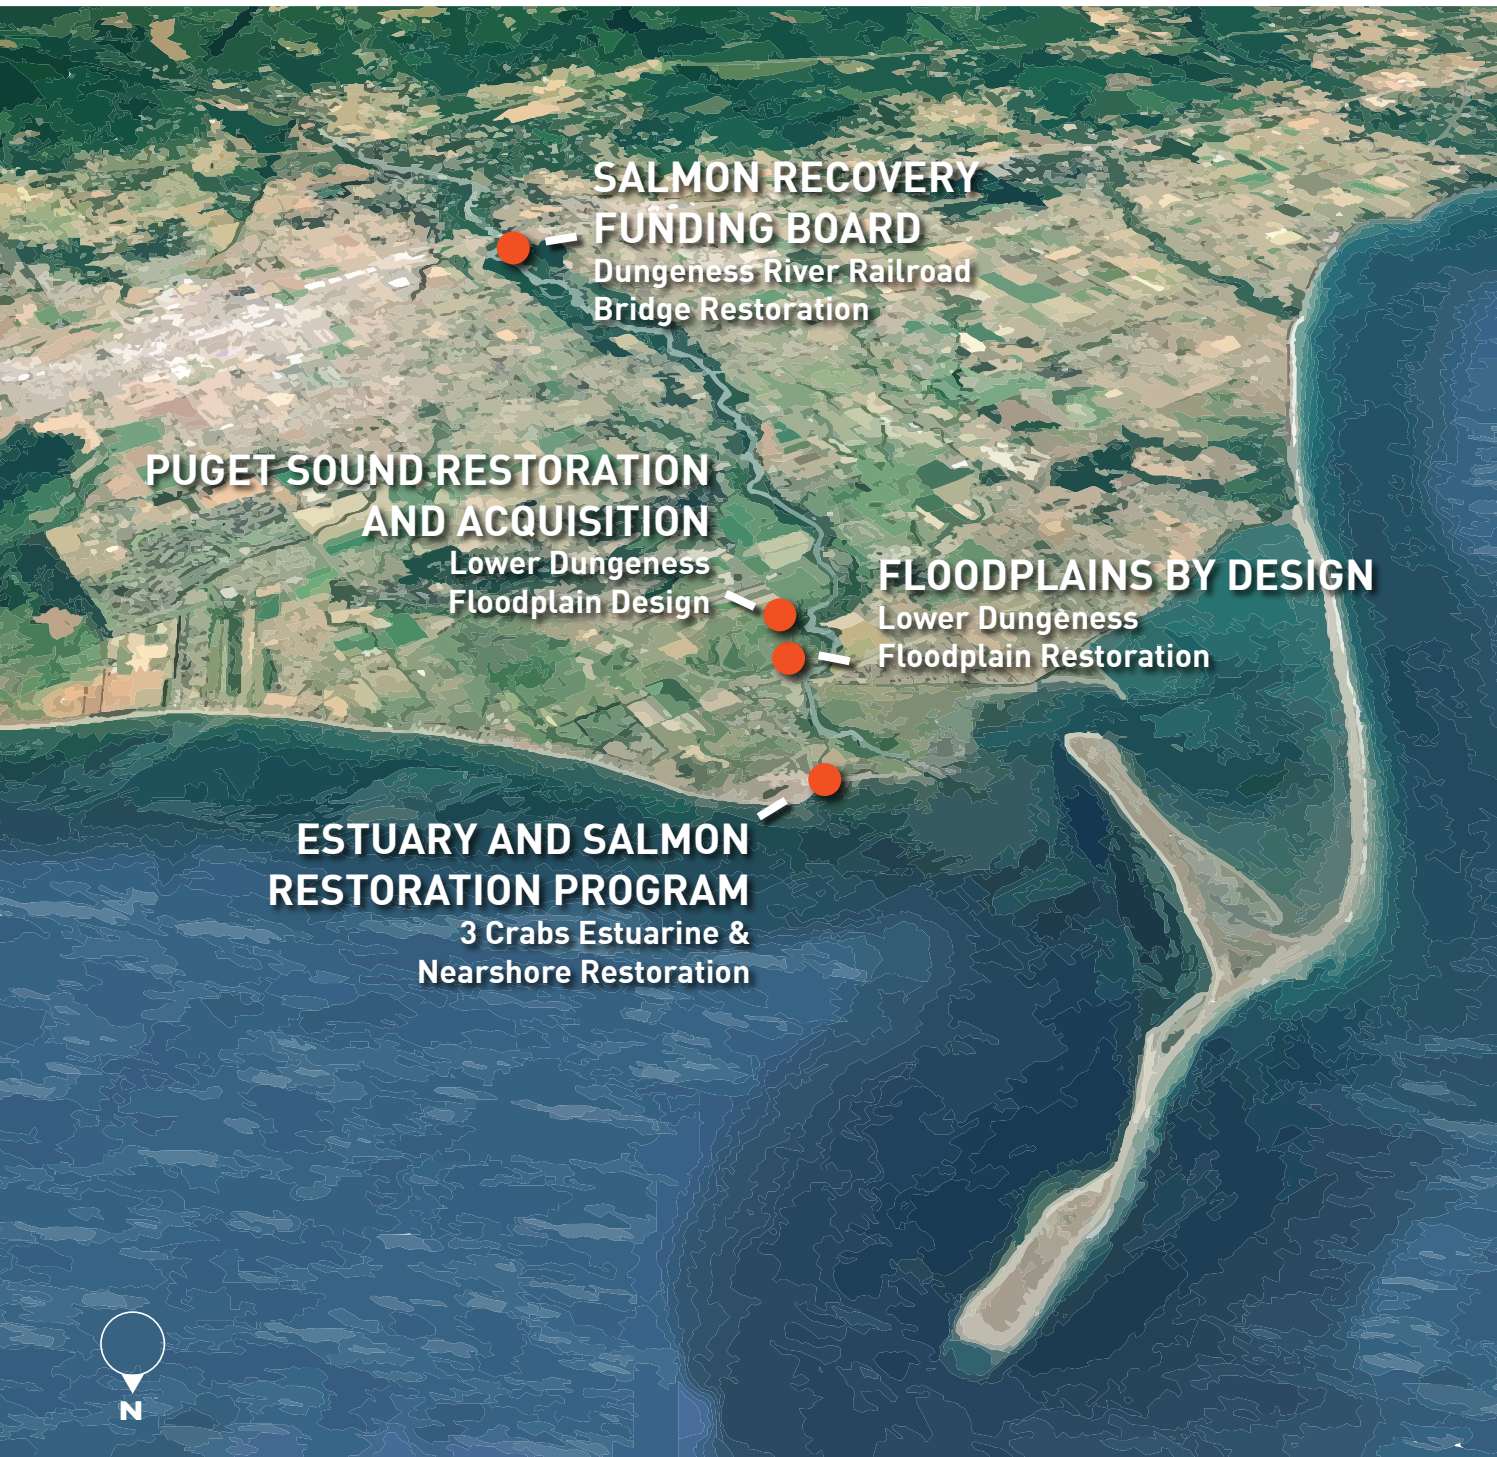 SALMON RECOVERY
FUNDING BOARD
Dungeness River Railroad
Bridge Restoration
PUGET SOUND RESTORATION
AND ACQUISITION
Lower Dungeness
Floodplain Design
FLOODPLAINS BY DESIGN
Lower Dungeness
Floodplain Restoration
ESTUARY AND SALMON
RESTORATION PROGRAM
3 Crabs Estuarine &
Nearshore Restoration
N